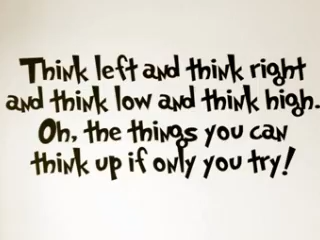 Think left and think right
and think low and think high.
Oh, the things you can
think up if only you try!